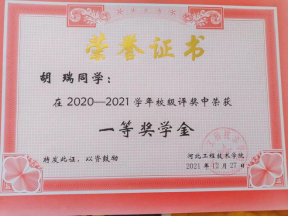 荣誉证书
胡 瑞同学：
在2020—2021学年校级评奖中荣获
一等奖学金
特发此证，以资鼓励
河北工程技术学院
2021年12月27日